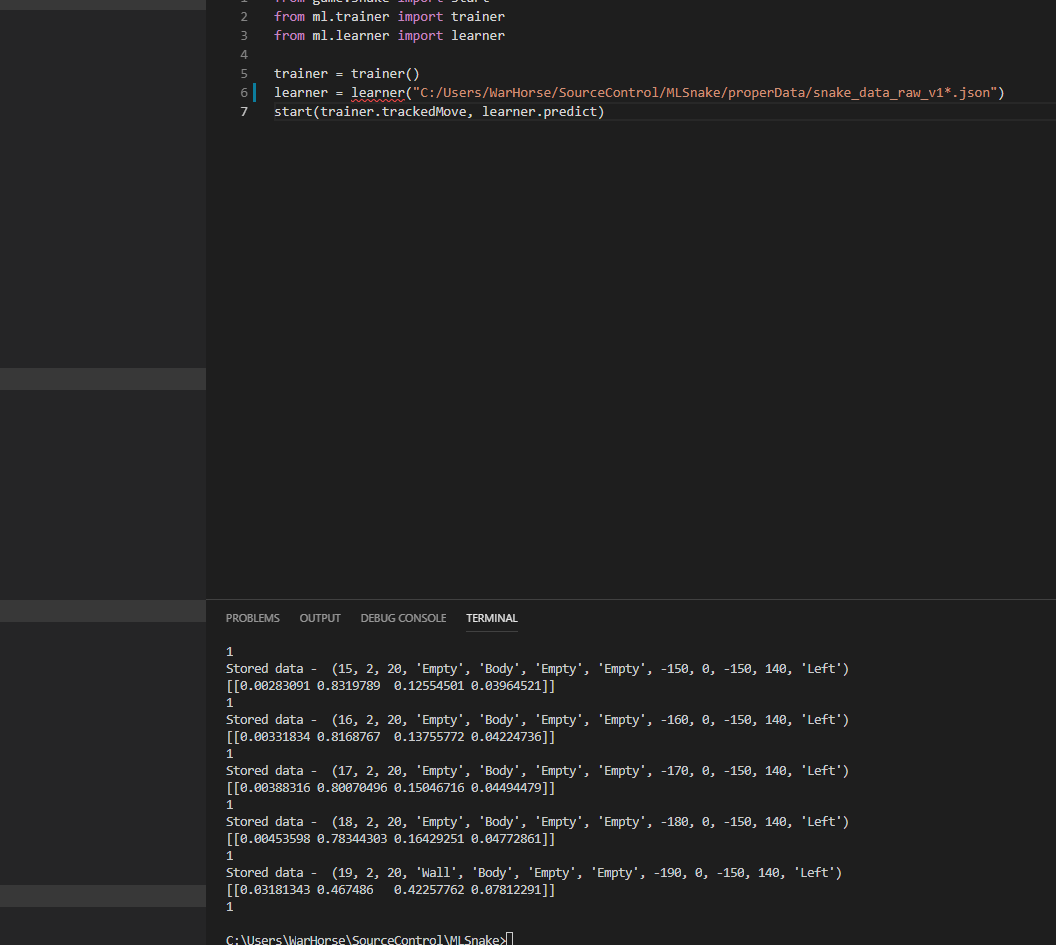 1 from game.snake import start
2 from ml.trainer import trainer
3 from ml.learner import learner
4
5 trainer = trainer()
6 learner = learner("C:/Users/WarHorse/SourceControl/MLSnake/properData/snake_data_raw_v1*.json")
7 start(trainer.trackedMove, learner.predict)
PROBLEMS OUTPUT DEBUG CONSOLE TERMINAL
1
Stored data -  (15, 2, 20, 'Empty', 'Body', 'Empty', 'Empty', -150, 0, -150, 140, 'Left')
[[0.00283091 0.8319789  0.12554501 0.03964521]]
1
Stored data -  (16, 2, 20, 'Empty', 'Body', 'Empty', 'Empty', -160, 0, -150, 140, 'Left')
[[0.00331834 0.8168767  0.13755772 0.04224736]]
1
Stored data -  (17, 2, 20, 'Empty', 'Body', 'Empty', 'Empty', -170, 0, -150, 140, 'Left')
[[0.00388316 0.80070496 0.15046716 0.04494479]]
1
Stored data -  (18, 2, 20, 'Empty', 'Body', 'Empty', 'Empty', -180, 0, -150, 140, 'Left')
[[0.00453598 0.78344303 0.16429251 0.04772861]]
1
Stored data -  (19, 2, 20, 'Wall', 'Body', 'Empty', 'Empty', -190, 0, -150, 140, 'Left')
[[0.03181343 0.467486   0.42257762 0.07812291]]
1
C:\Users\WarHorse\SourceControl\MLSnake>